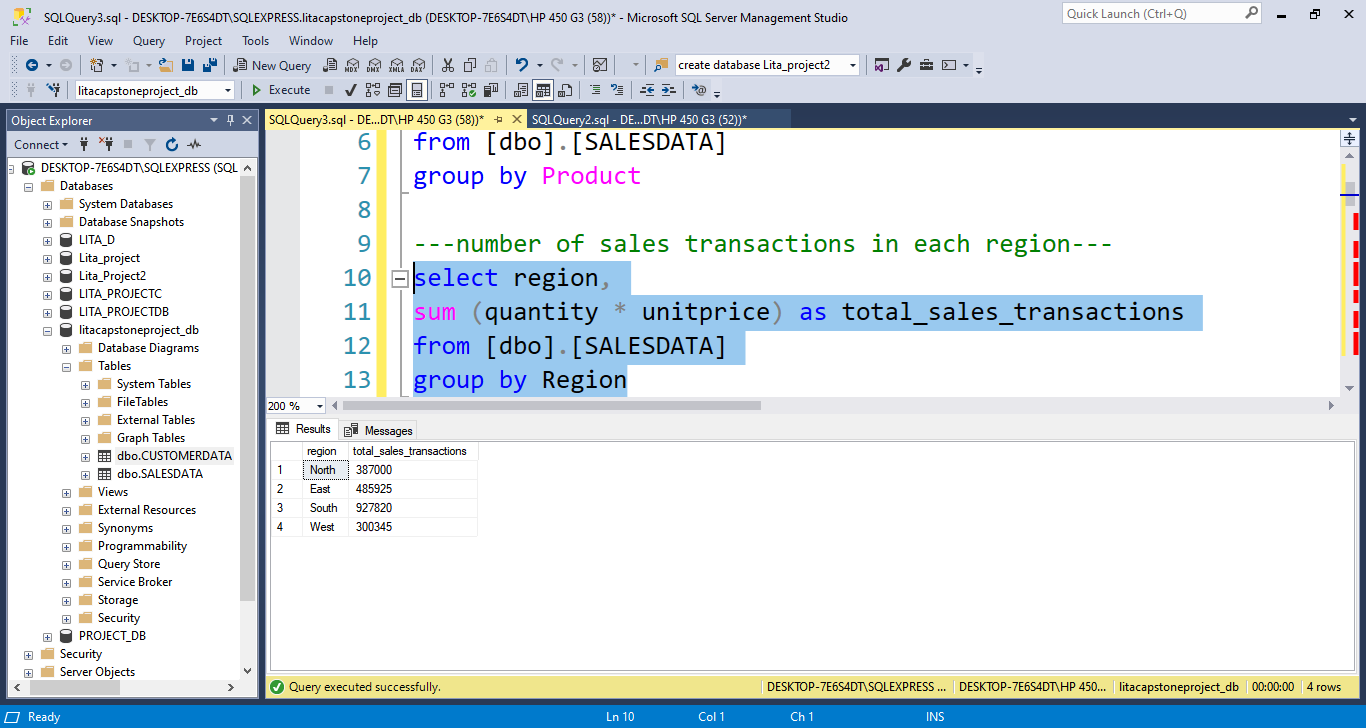 SQLQuery3.sql - DESKTOP-7E6S4DT\SQLEXPRESS.litacapstoneproject_db (DESKTOP-7E6S4DT\HP 450 G3 (58))* - Microsoft SQL Server Management Studio
Quick Launch (Ctrl+Q)
File Edit View Query Project Tools Window Help
New Query MDX DMX XMLA DAX create database Lita_project2
litacapstoneproject_db Execute
Object Explorer
SQLQuery3.sql - DE...DT\HP 450 G3 (58))* SQLQuery2.sql - DE...DT\HP 450 G3 (52))*
Connect
DESKTOP-7E6S4DT\SQLEXPRESS (SQL
Databases
System Databases
Database Snapshots
LITA_D
Lita_project
Lita_Project2
LITA_PROJECTC
LITA_PROJECTDB
litacapstoneproject_db
Database Diagrams
Tables
System Tables
FileTables
External Tables
Graph Tables
dbo.CUSTOMERDATA
dbo.SALESDATA
Views
External Resources
Synonyms
Programmability
Query Store
Service Broker
Storage
Security
PROJECT_DB
Security
Server Objects
6 from [dbo].[SALESDATA]
7 group by Product
8
9 ---number of sales transactions in each region---
10 select region,
11 sum (quantity * unitprice) as total_sales_transactions
12 from [dbo].[SALESDATA]
13 group by Region
200 %
Results Messages
region total_sales_transactions
1 North 387000
2 East 485925
3 South 927820
4 West 300345
Query executed successfully. DESKTOP-7E6S4DT\SQLEXPRESS ... DESKTOP-7E6S4DT\HP 450... litacapstoneproject_db 00:00:00 4 rows
Ready Ln 10 Col 1 Ch 1 INS